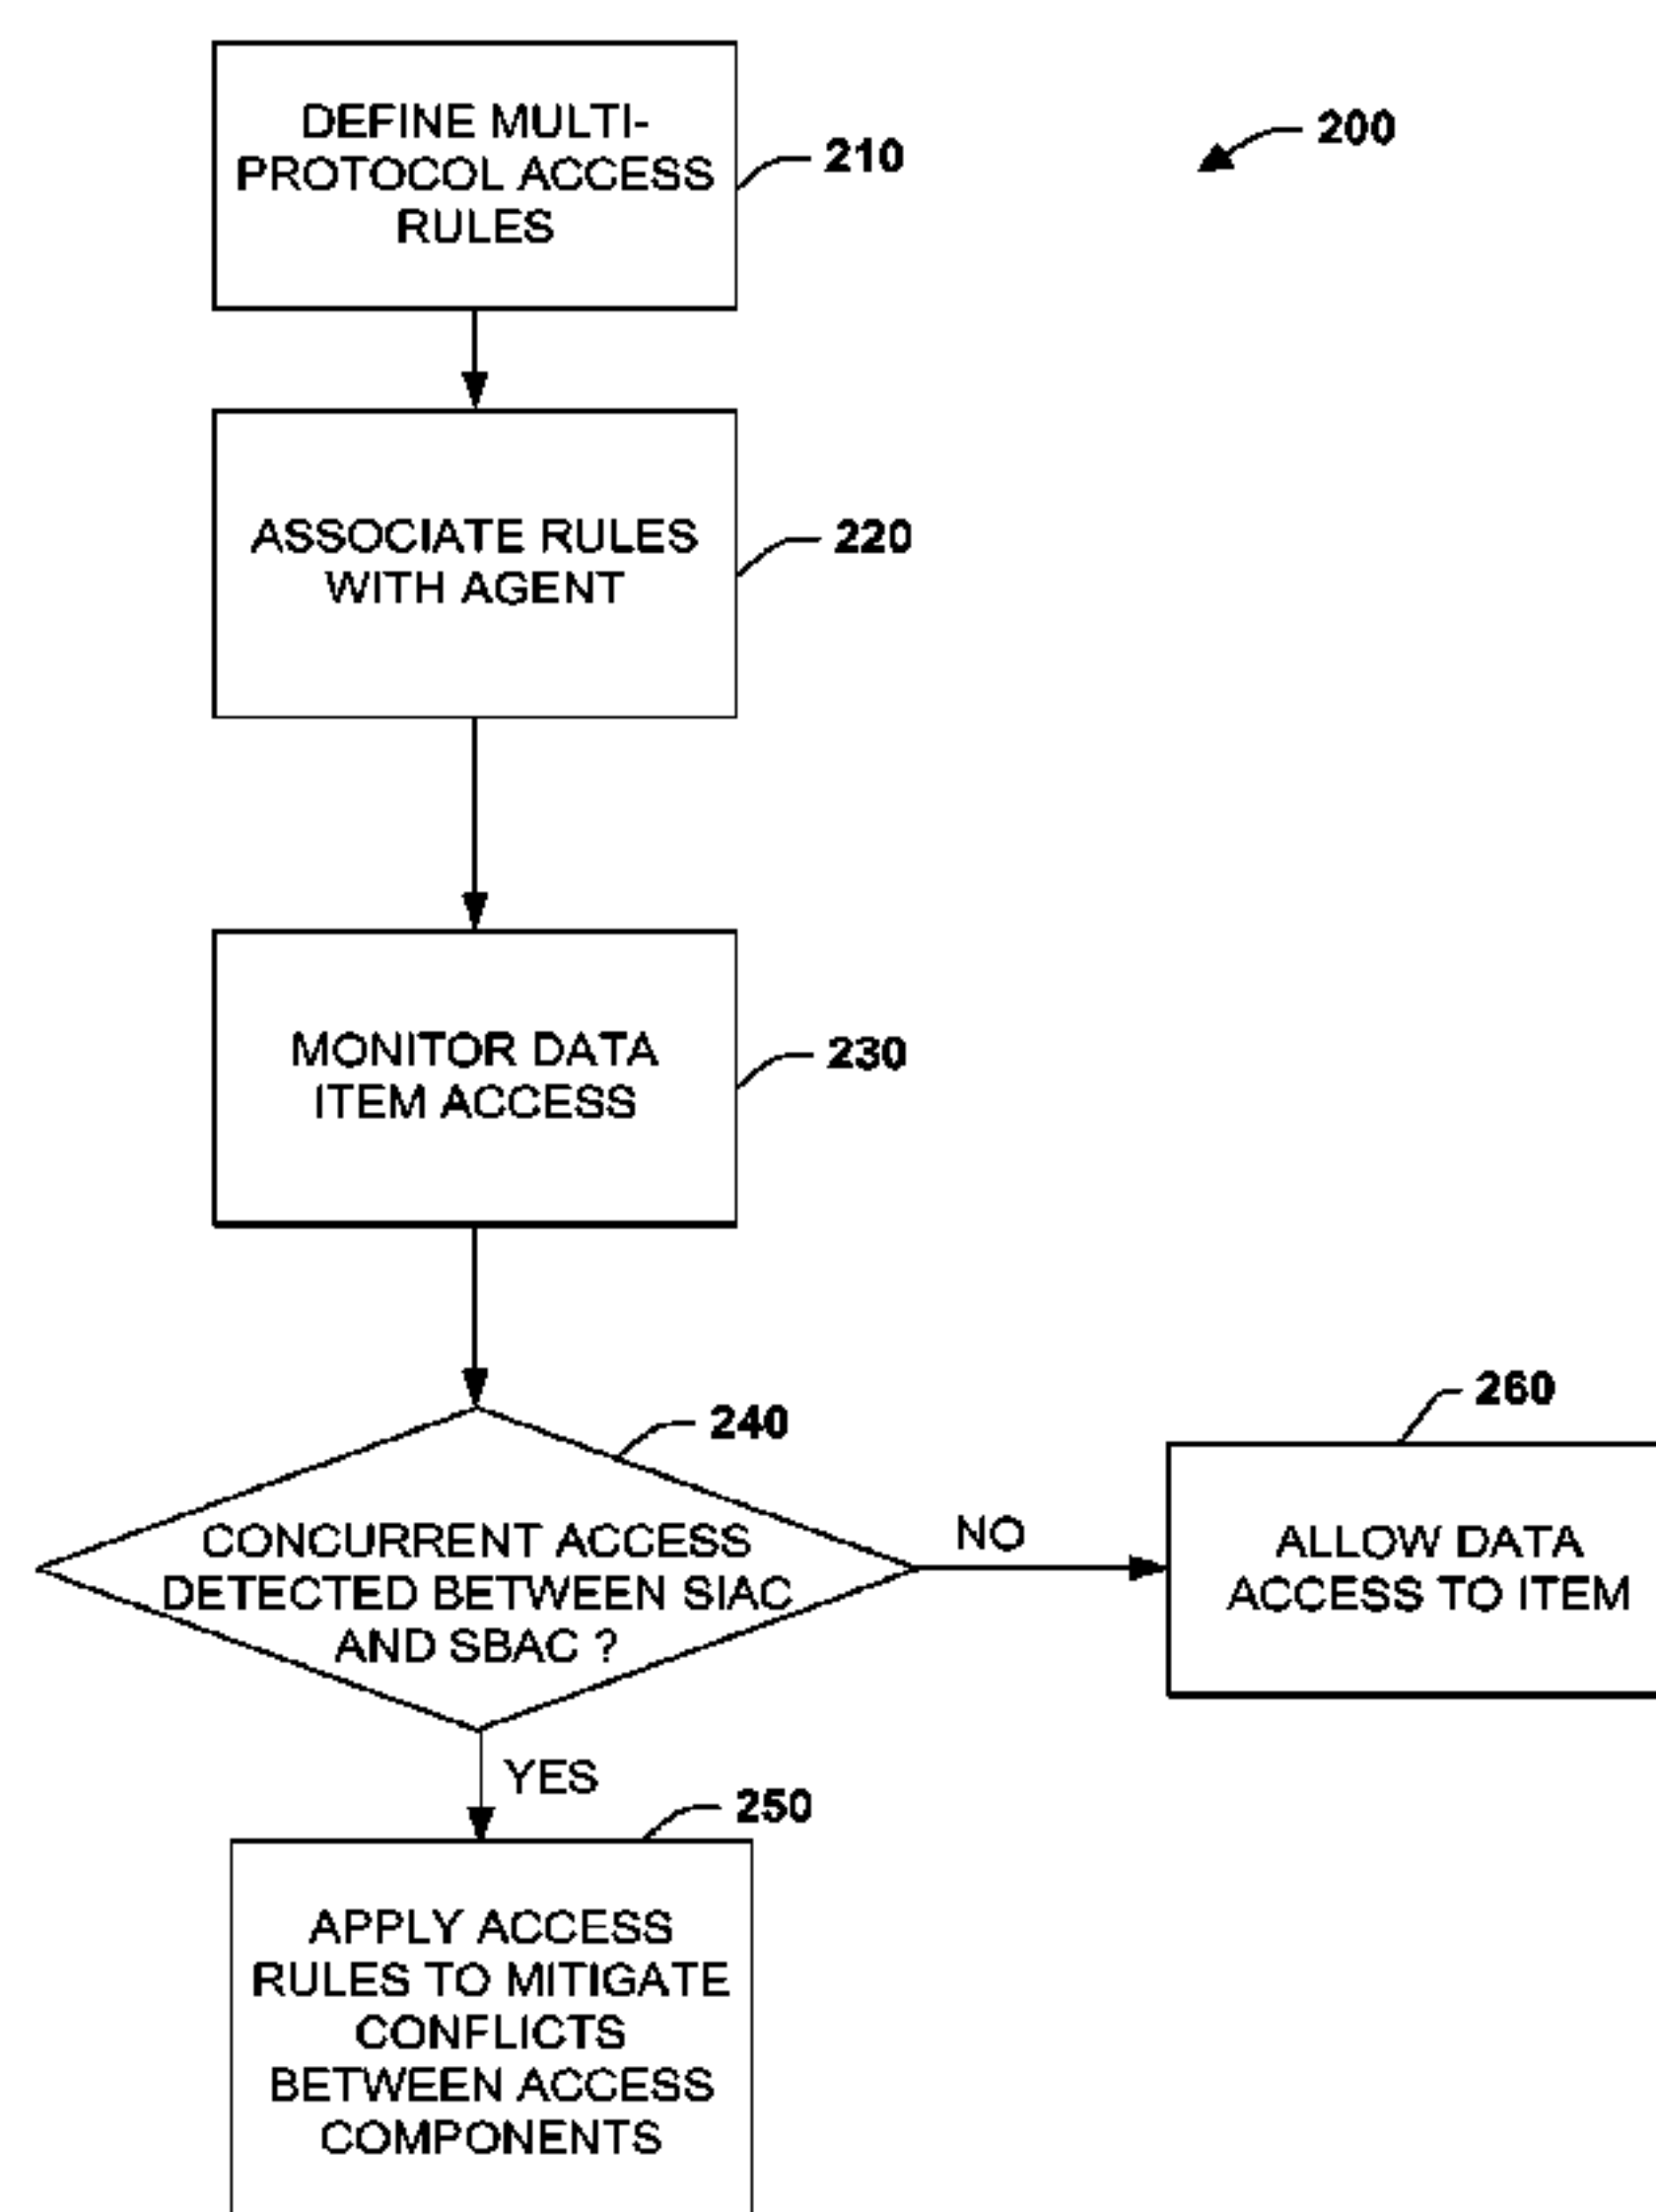 DEFINE MULTI-
PROTOCOL ACCESS
RULES
210
200
ASSOCIATE RULES
WITH AGENT
220
MONITOR DATA
ITEM ACCESS
230
240
CONCURRENT ACCESS
DETECTED BETWEEN SIAC
AND SBAC ?
NO
260
ALLOW DATA
ACCESS TO ITEM
YES
250
APPLY ACCESS
RULES TO MITIGATE
CONFLICTS
BETWEEN ACCESS
COMPONENTS